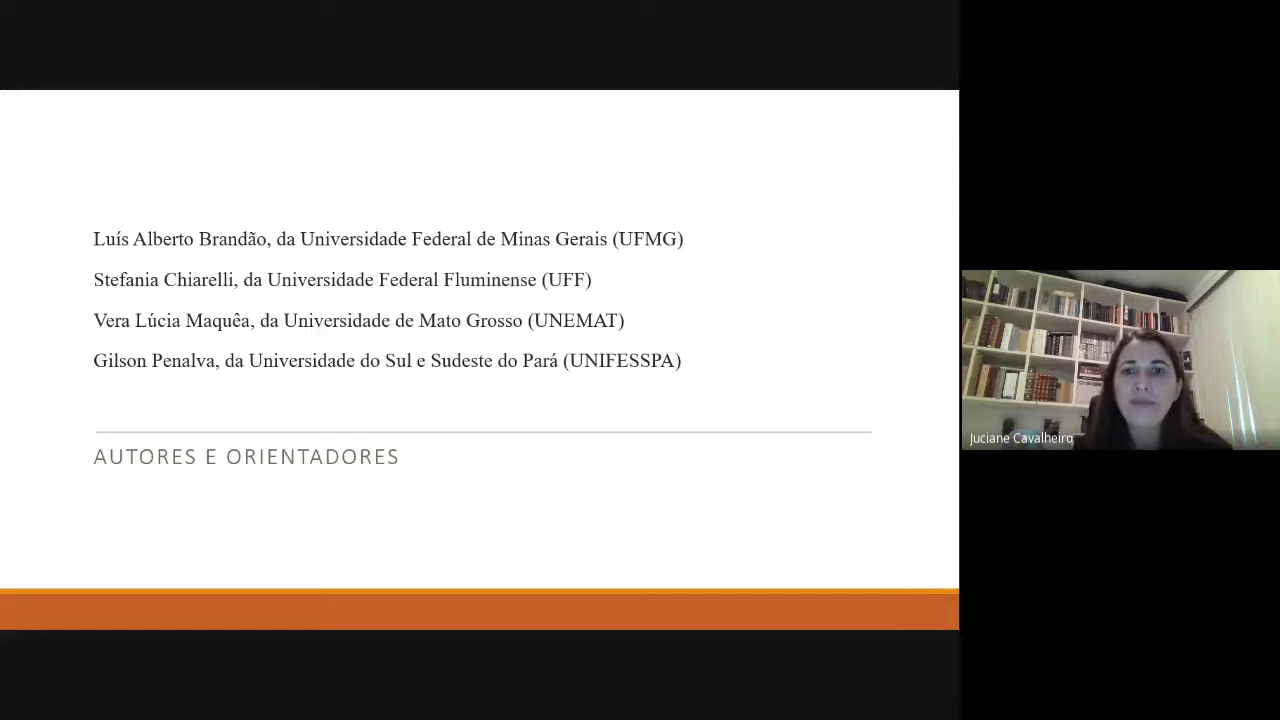 Luís Alberto Brandão, da Universidade Federal de Minas Gerais (UFMG)
Stefania Chiarelli, da Universidade Federal Fluminense (UFF)
Vera Lúcia Maquêa, da Universidade de Mato Grosso (UNEMAT)
Gilson Penalva, da Universidade do Sul e Sudeste do Pará (UNIFESSPA)
AUTORES E ORIENTADORES
Juciane Cavalheiro